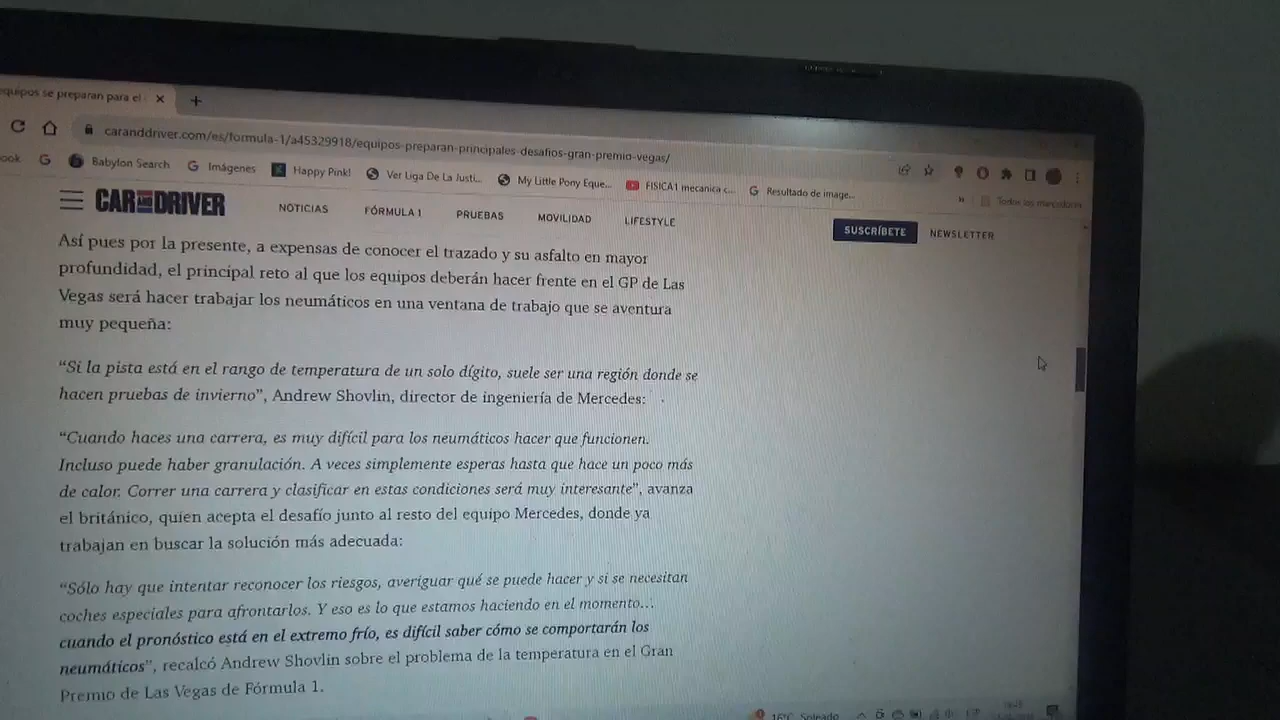 equipos se preparan para el
caranddriver.com/es/formula-1/a45329918/equipos-preparan-principales-desafios-gran-premio-vegas/
ook G Babylon Search G Imágenes Happy Pink! Ver Liga De La Justi... My Little Pony Eque... FISICA1 mecanica c... G Resultado de image... » Todos los marcadores
CAR AND DRIVER NOTICIAS FÓRMULA 1 PRUEBAS MOVILIDAD LIFESTYLE SUSCRÍBETE NEWSLETTER
Así pues por la presente, a expensas de conocer el trazado y su asfalto en mayor
profundidad, el principal reto al que los equipos deberán hacer frente en el GP de Las
Vegas será hacer trabajar los neumáticos en una ventana de trabajo que se aventura
muy pequeña:
“Si la pista está en el rango de temperatura de un solo dígito, suele ser una región donde se
hacen pruebas de invierno”, Andrew Shovlin, director de ingeniería de Mercedes:
“Cuando haces una carrera, es muy difícil para los neumáticos hacer que funcionen.
Incluso puede haber granulación. A veces simplemente esperas hasta que hace un poco más
de calor. Correr una carrera y clasificar en estas condiciones será muy interesante”, avanza
el británico, quien acepta el desafío junto al resto del equipo Mercedes, donde ya
trabajan en buscar la solución más adecuada:
“Sólo hay que intentar reconocer los riesgos, averiguar qué se puede hacer y si se necesitan
coches especiales para afrontarlos. Y eso es lo que estamos haciendo en el momento...
cuando el pronóstico está en el extremo frío, es difícil saber cómo se comportarán los
neumáticos”, recalcó Andrew Shovlin sobre el problema de la temperatura en el Gran
Premio de Las Vegas de Fórmula 1.
16°C Soleado